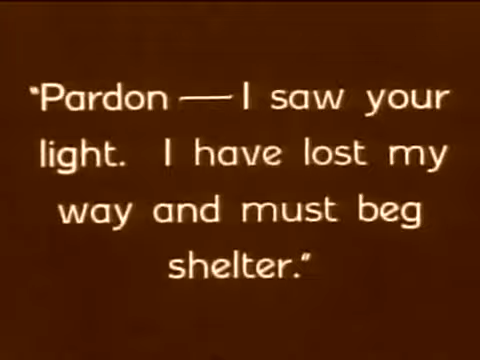 "Pardon — I saw your
light. I have lost my
way and must beg
shelter."